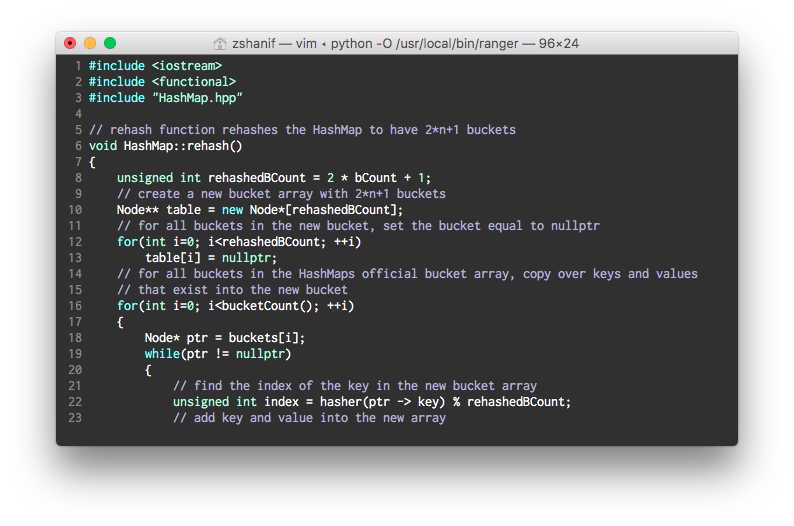 zshanif — vim ◂ python -O /usr/local/bin/ranger — 96×24
1 #include <iostream>
2 #include <functional>
3 #include "HashMap.hpp"
4
5 // rehash function rehashes the HashMap to have 2*n+1 buckets
6 void HashMap::rehash()
7 {
8     unsigned int rehashedBCount = 2 * bCount + 1;
9     // create a new bucket array with 2*n+1 buckets
10     Node** table = new Node*[rehashedBCount];
11     // for all buckets in the new bucket, set the bucket equal to nullptr
12     for(int i=0; i<rehashedBCount; ++i)
13         table[i] = nullptr;
14     // for all buckets in the HashMaps official bucket array, copy over keys and values
15     // that exist into the new bucket
16     for(int i=0; i<bucketCount(); ++i)
17     {
18         Node* ptr = buckets[i];
19         while(ptr != nullptr)
20         {
21             // find the index of the key in the new bucket array
22             unsigned int index = hasher(ptr -> key) % rehashedBCount;
23             // add key and value into the new array